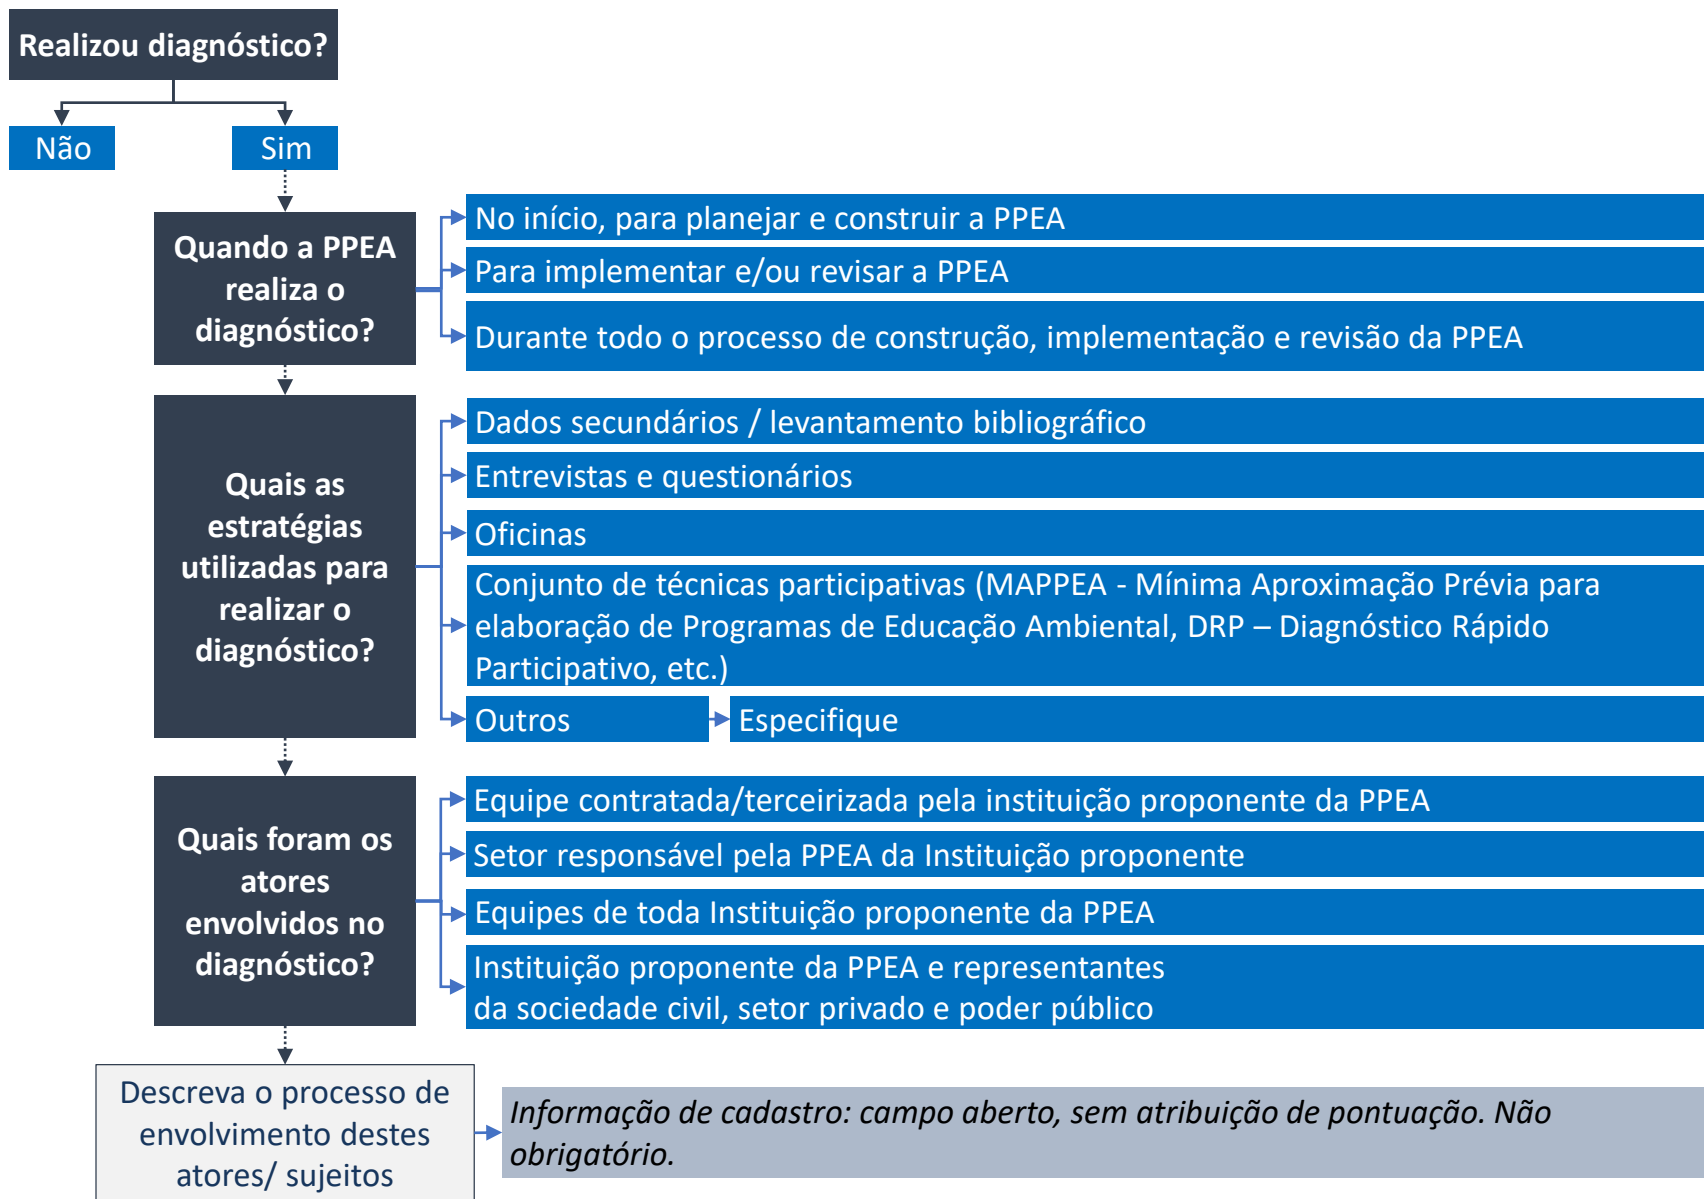 Realizou diagnóstico?
Não
Sim
Quando a PPEA
realiza o
diagnóstico?
No início, para planejar e construir a PPEA
Para implementar e/ou revisar a PPEA
Durante todo o processo de construção, implementação e revisão da PPEA
Quais as
estratégias
utilizadas para
realizar o
diagnóstico?
Dados secundários / levantamento bibliográfico
Entrevistas e questionários
Oficinas
Conjunto de técnicas participativas (MAPPEA - Mínima Aproximação Prévia para
elaboração de Programas de Educação Ambiental, DRP – Diagnóstico Rápido
Participativo, etc.)
Outros
Especifique
Quais foram os
atores
envolvidos no
diagnóstico?
Equipe contratada/terceirizada pela instituição proponente da PPEA
Setor responsável pela PPEA da Instituição proponente
Equipes de toda Instituição proponente da PPEA
Instituição proponente da PPEA e representantes
da sociedade civil, setor privado e poder público
Descreva o processo de
envolvimento destes
atores/ sujeitos
Informação de cadastro: campo aberto, sem atribuição de pontuação. Não
obrigatório.